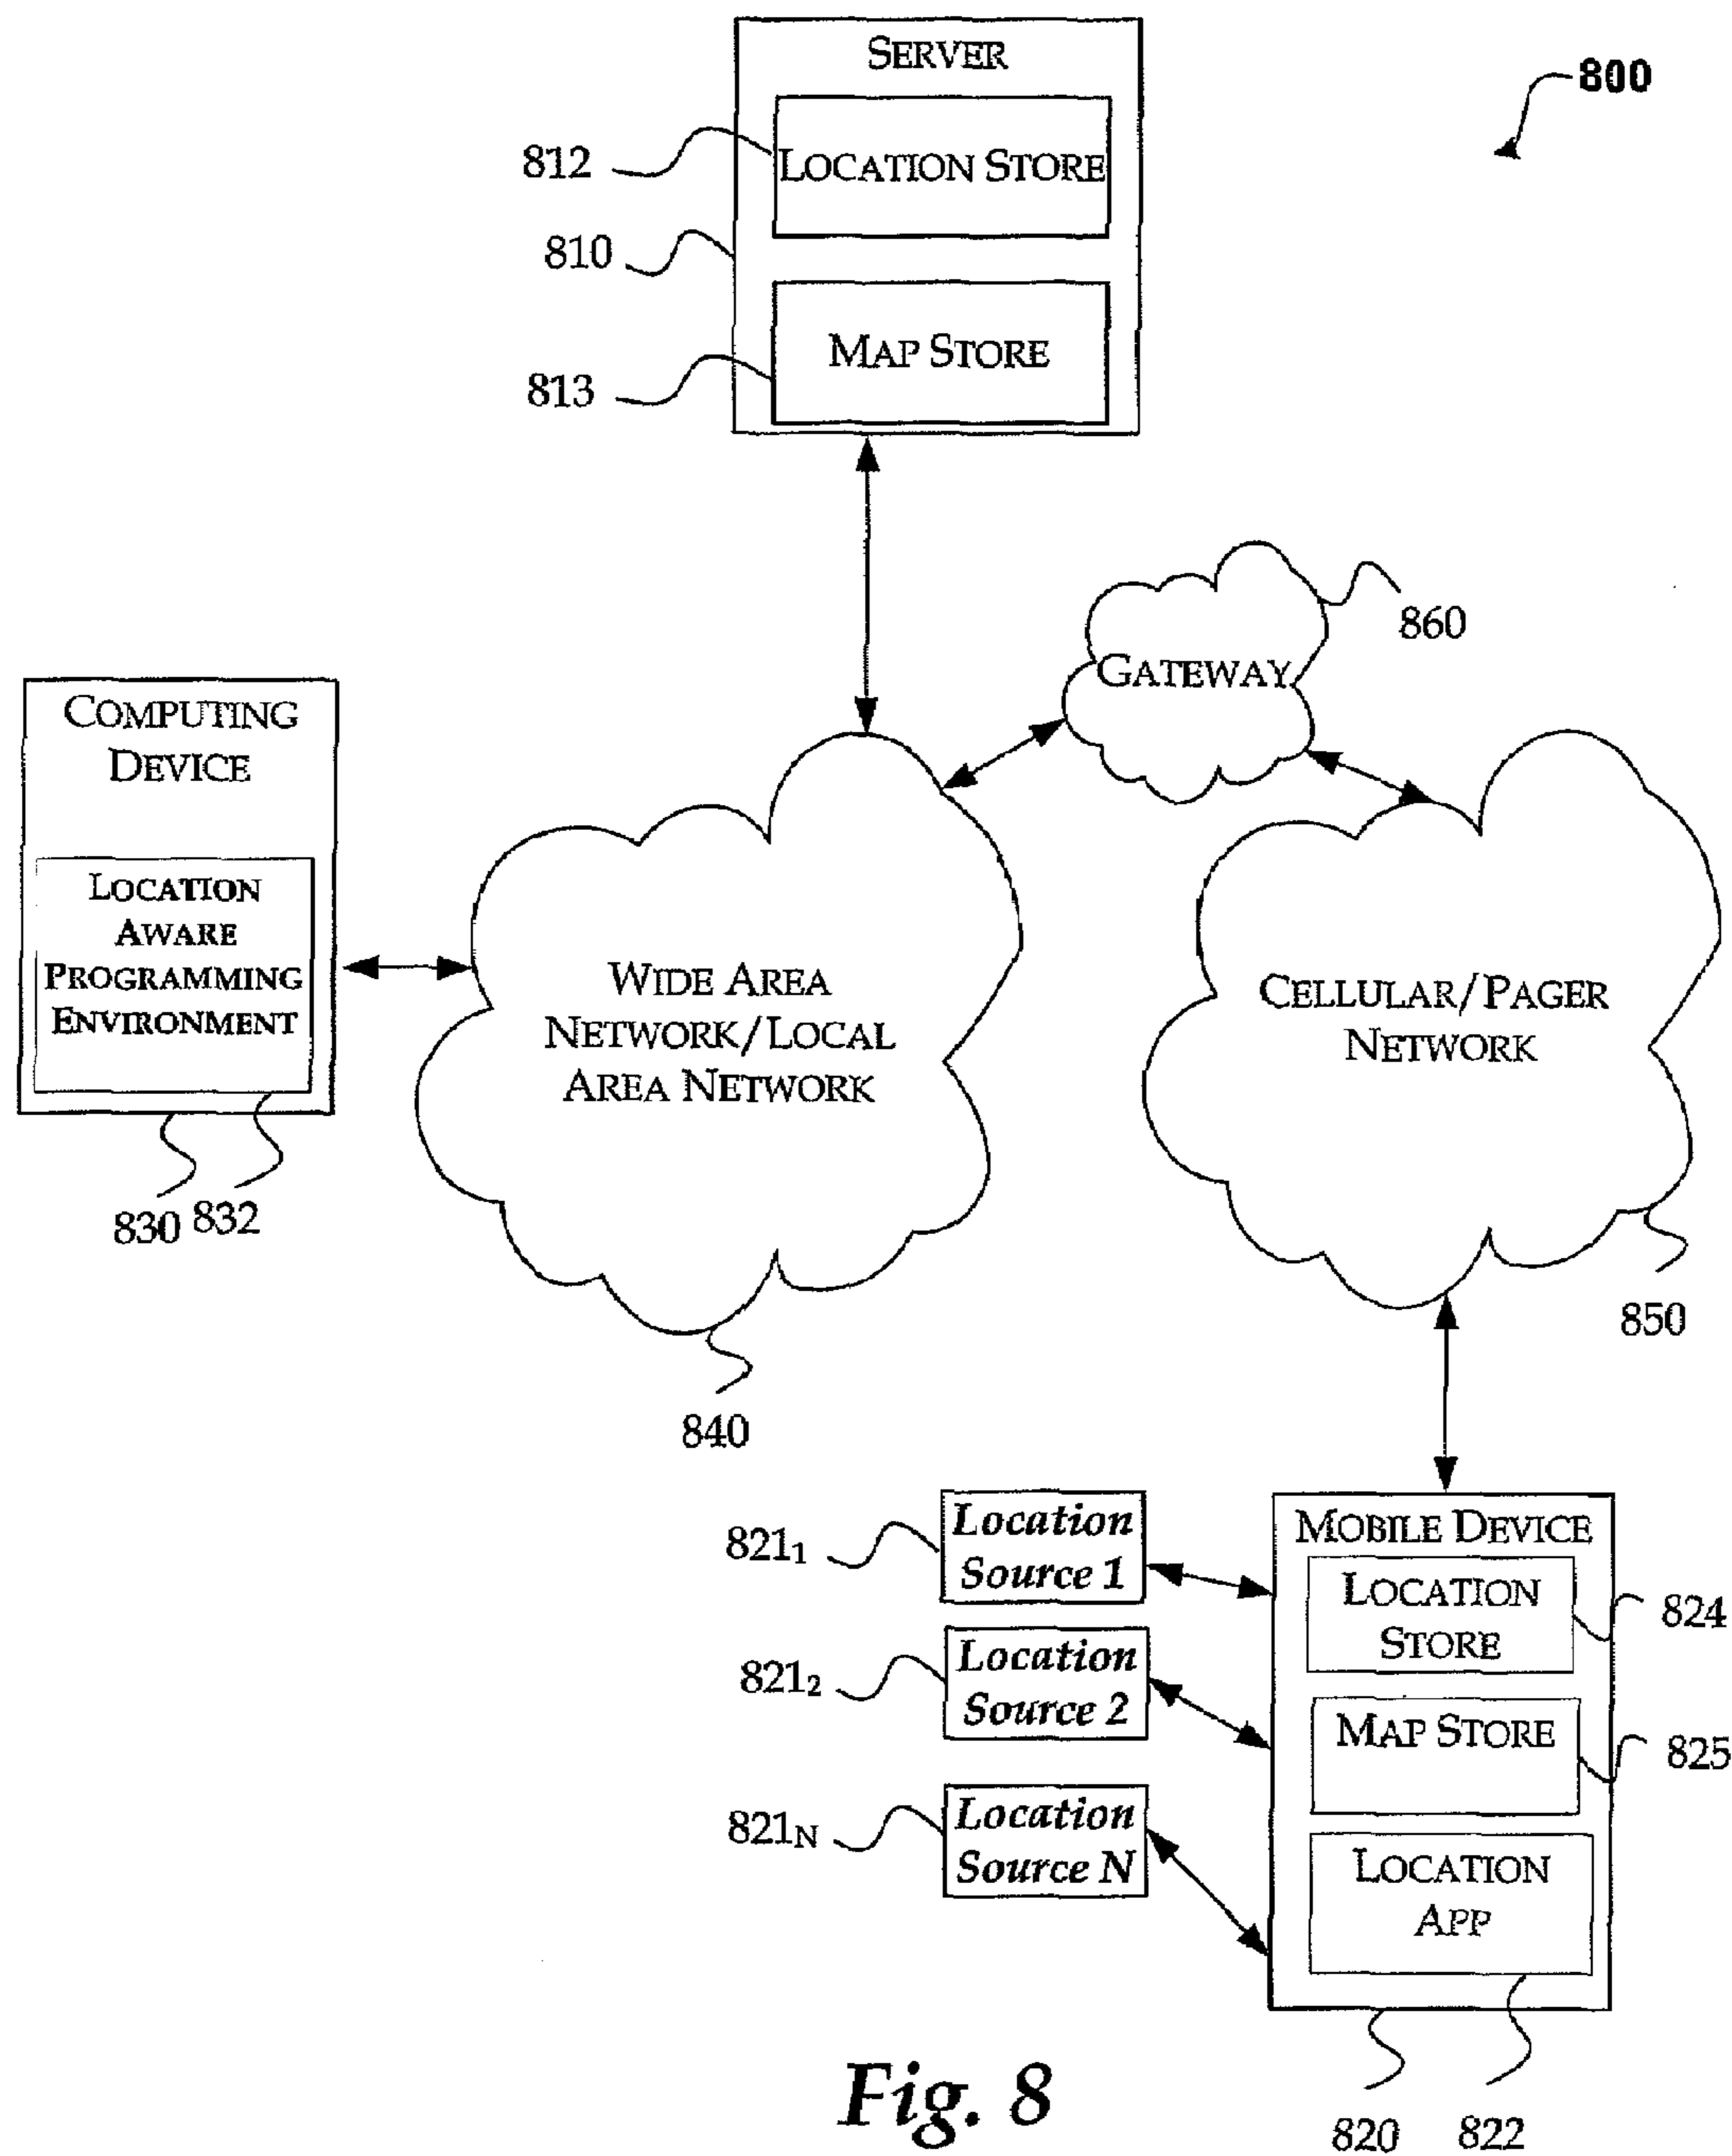 SERVER
800
812
LOCATION STORE
810
MAP STORE
813
860
GATEWAY
COMPUTING
DEVICE
LOCATION
AWARE
PROGRAMMING
ENVIRONMENT
WIDE AREA
NETWORK/LOCAL
AREA NETWORK
CELLULAR/PAGER
NETWORK
830
832
850
840
821₁
Location
Source 1
MOBILE DEVICE
LOCATION
STORE
824
821₂
Location
Source 2
MAP STORE
825
821N
Location
Source N
LOCATION
APP
Fig. 8
820
822